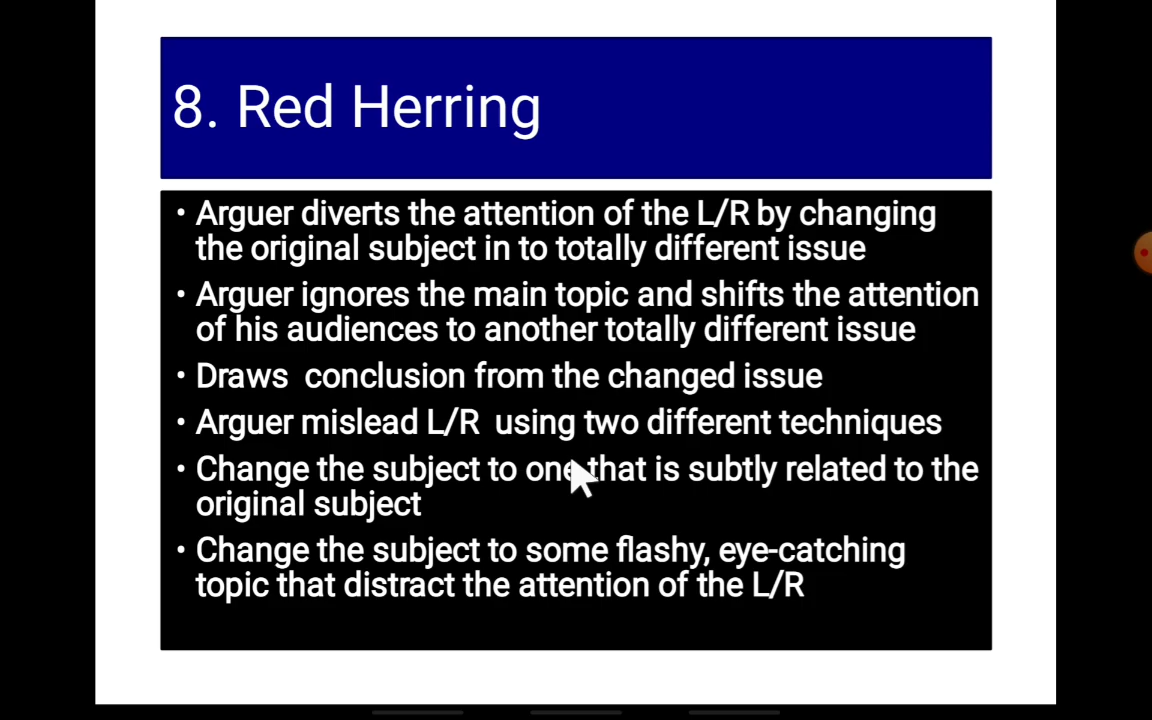 8. Red Herring
• Arguer diverts the attention of the L/R by changing
the original subject in to totally different issue
• Arguer ignores the main topic and shifts the attention
of his audiences to another totally different issue
• Draws  conclusion from the changed issue
• Arguer mislead L/R  using two different techniques
• Change the subject to one that is subtly related to the
original subject
• Change the subject to some flashy, eye-catching
topic that distract the attention of the L/R